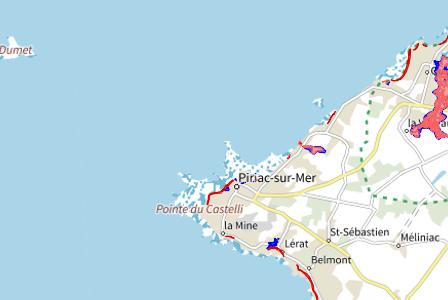 Dumet
Piriac-sur-Mer
Pointe du Castelli
la Mine
St-Sébastien
Lérat
Méliniac
Belmont